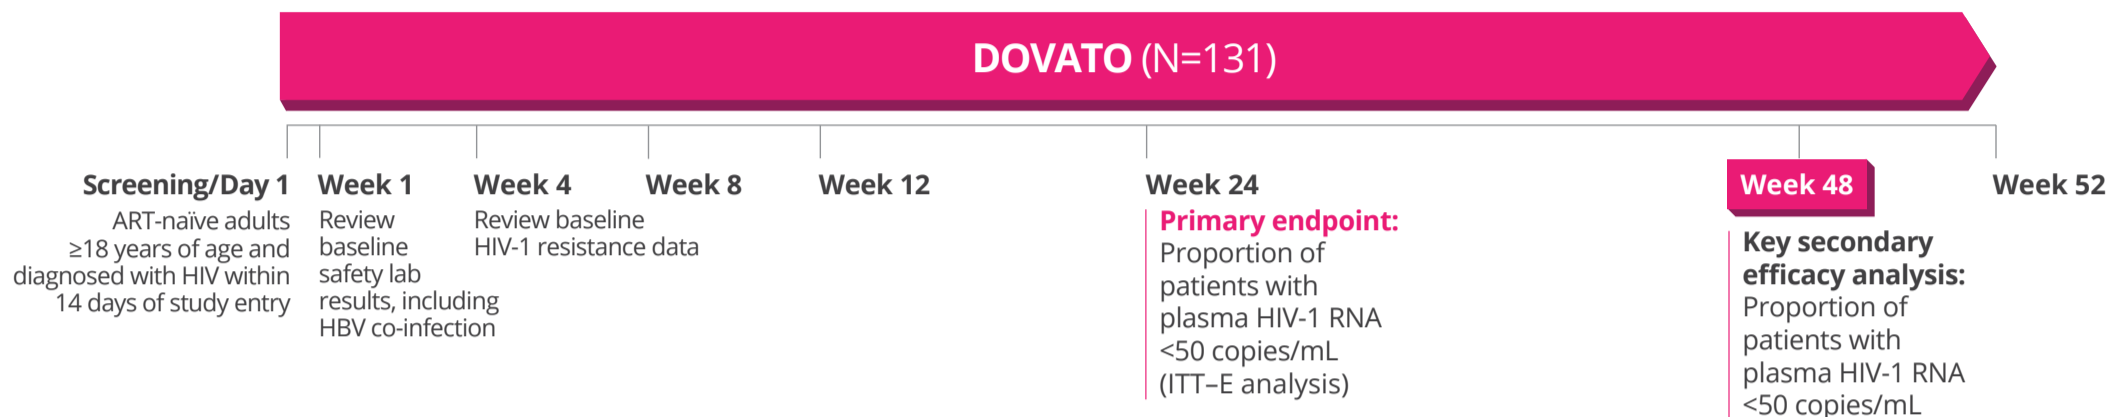 DOVATO (N=131)
Screening/Day 1
ART-naïve adults
≥18 years of age and
diagnosed with HIV within
14 days of study entry
Week 1
Review
baseline
safety lab
results, including
HBV co-infection
Week 4
Review baseline
HIV-1 resistance data
Week 8
Week 12
Week 24
Primary endpoint:
Proportion of
patients with
plasma HIV-1 RNA
<50 copies/mL
(ITT–E analysis)
Week 48
Key secondary
efficacy analysis:
Proportion of
patients with
plasma HIV-1 RNA
<50 copies/mL
Week 52